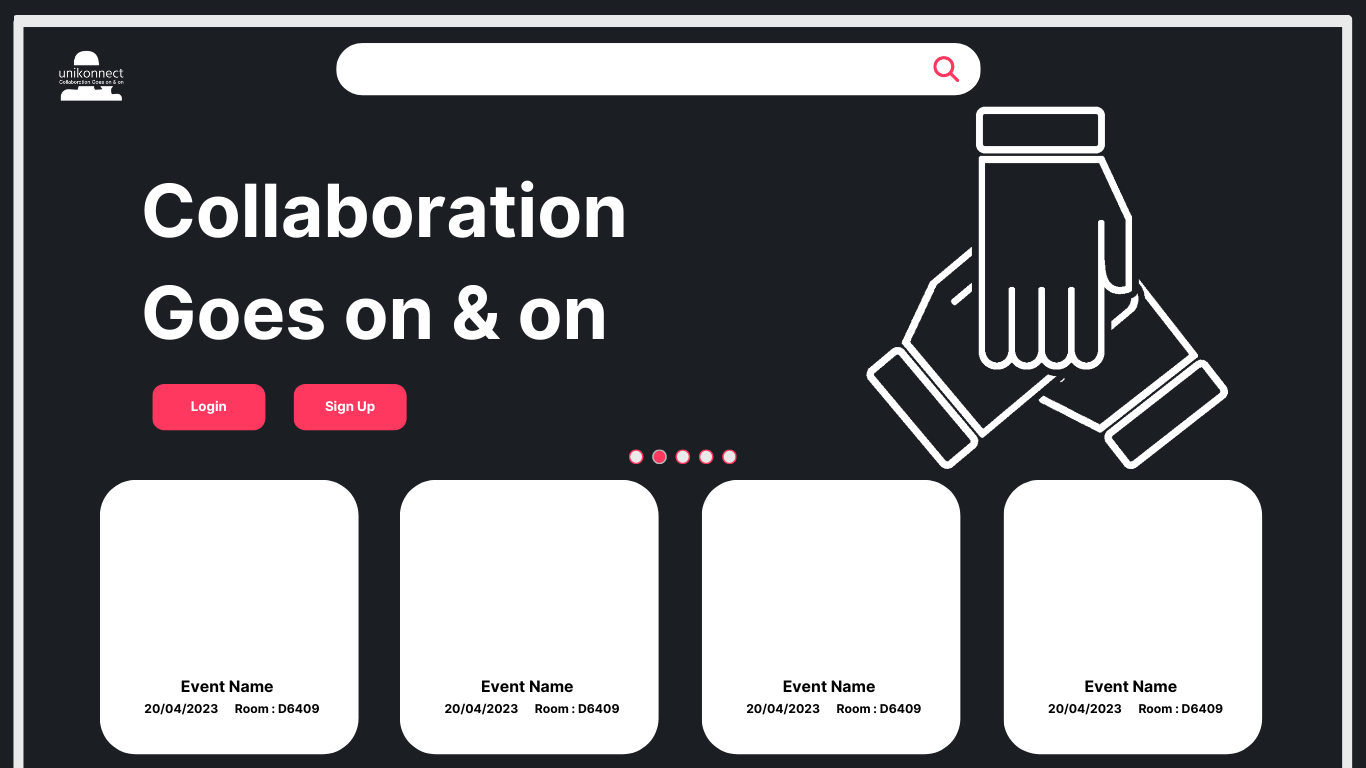 unikonnect
Collaboration Goes on & on
Collaboration
Goes on & on
Login
Sign Up
Event Name
20/04/2023 Room : D6409
Event Name
20/04/2023 Room : D6409
Event Name
20/04/2023 Room : D6409
Event Name
20/04/2023 Room : D6409